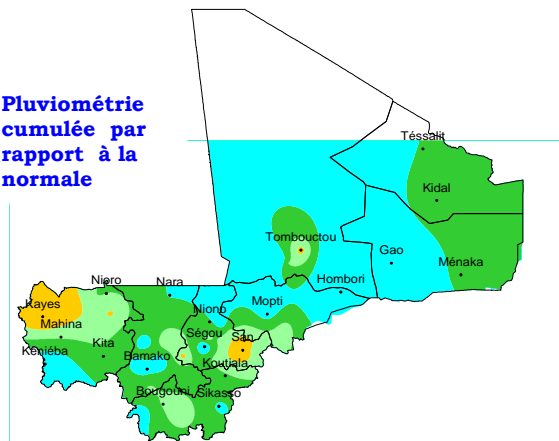 Pluviométrie
cumulée par
rapport à la
normale
Téssalit
Kidal
Tombouctou
Gao
Ménaka
Hombori
Nioro
Nara
Kayes
Niono
Mopti
Mahina
Ségou
San
Kéniéba
Kita
Bamako
Koutiala
Bougouni
Sikasso